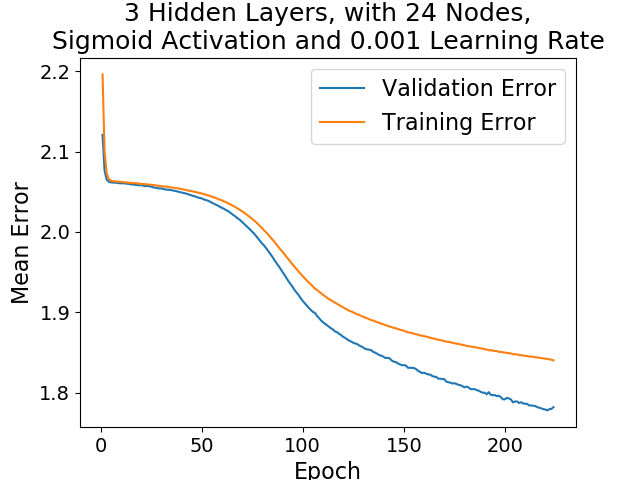 3 Hidden Layers, with 24 Nodes,
Sigmoid Activation and 0.001 Learning Rate
Validation Error
Training Error
Mean Error
2.2
2.1
2.0
1.9
1.8
0 50 100 150 200
Epoch